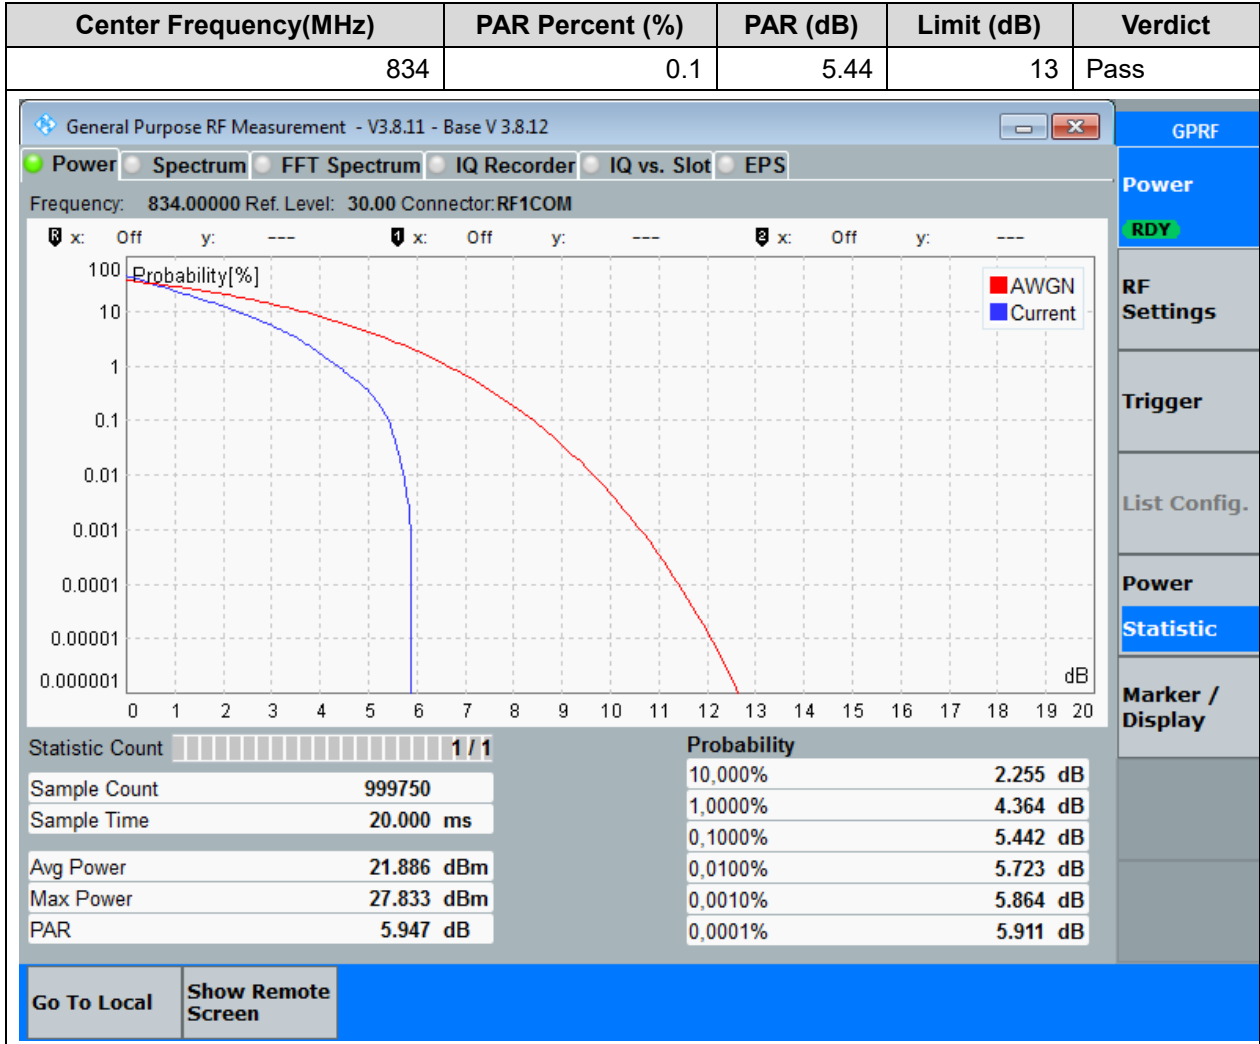 Center Frequency(MHz) PAR Percent (%) PAR (dB) Limit (dB) Verdict
834 0.1 5.44 13 Pass
General Purpose RF Measurement - V3.8.11 - Base V 3.8.12
GPRF
Power Spectrum FFT Spectrum IQ Recorder IQ vs. Slot EPS
Frequency: 834.00000 Ref. Level: 30.00 Connector: RF1COM
R x: Off y: --- 1 x: Off y: --- 2 x: Off y: ---
Probability[%]
100
10
1
0.1
0.01
0.001
0.0001
0.00001
0.000001
AWGN
Current
dB
0 1 2 3 4 5 6 7 8 9 10 11 12 13 14 15 16 17 18 19 20
Statistic Count 1 / 1
Sample Count 999750
Sample Time 20.000 ms
Avg Power 21.886 dBm
Max Power 27.833 dBm
PAR 5.947 dB
Probability
10,000% 2.255 dB
1,0000% 4.364 dB
0,1000% 5.442 dB
0,0100% 5.723 dB
0,0010% 5.864 dB
0,0001% 5.911 dB
Power
RDY
RF
Settings
Trigger
List Config.
Power
Statistic
Marker /
Display
Go To Local
Show Remote
Screen